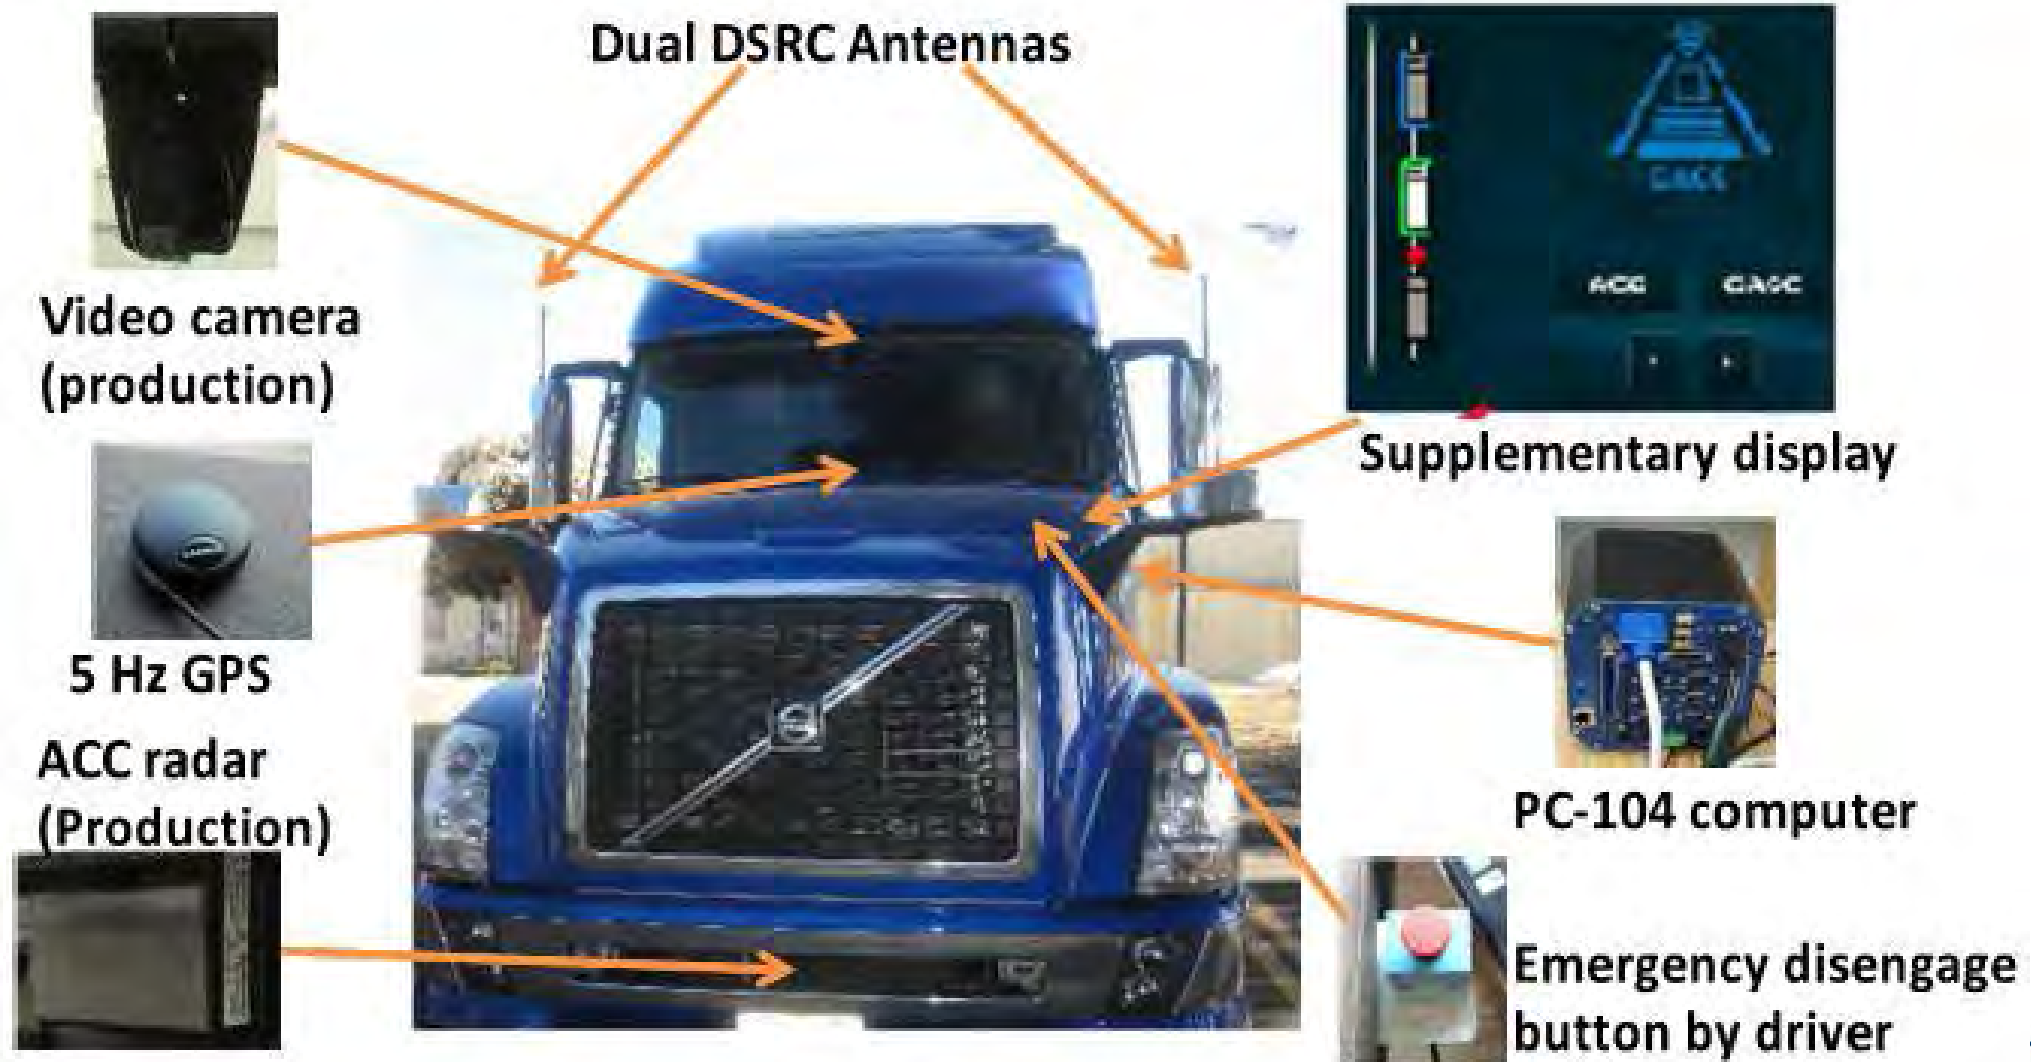 Dual DSRC Antennas
Video camera
(production)
5 Hz GPS
ACC radar
(Production)
CACC
ACC
CACC
Supplementary display
PC-104 computer
Emergency disengage
button by driver